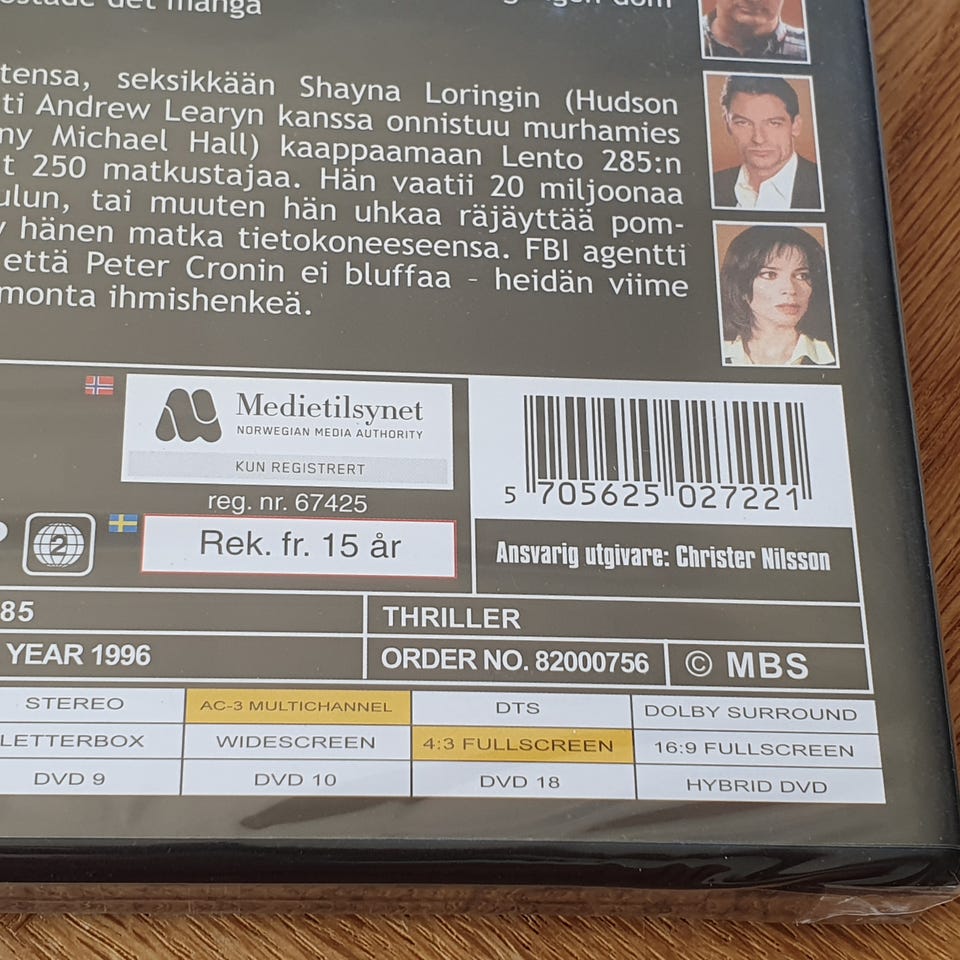 det många
tensa, seksikkään Shayna Loringin (Hudson
ti Andrew Learyn kanssa onnistuu murhamies
ny Michael Hall) kaappaamaan Lento 285:n
t 250 matkustajaa. Hän vaatii 20 miljoonaa
ulun, tai muuten hän uhkaa räjäyttää pom-
hänen matka tietokoneeseensa. FBI agentti
että Peter Cronin ei bluffaa – heidän viime
monta ihmishenkeä.
Medietilsynet
NORWEGIAN MEDIA AUTHORITY
KUN REGISTRERT
reg. nr. 67425
5 705625 027221
2
Rek. fr. 15 år
Ansvarig utgivare: Christer Nilsson
85
THRILLER
YEAR 1996
ORDER NO. 82000756
© MBS
STEREO AC-3 MULTICHANNEL DTS DOLBY SURROUND
LETTERBOX WIDESCREEN 4:3 FULLSCREEN 16:9 FULLSCREEN
DVD 9 DVD 10 DVD 18 HYBRID DVD